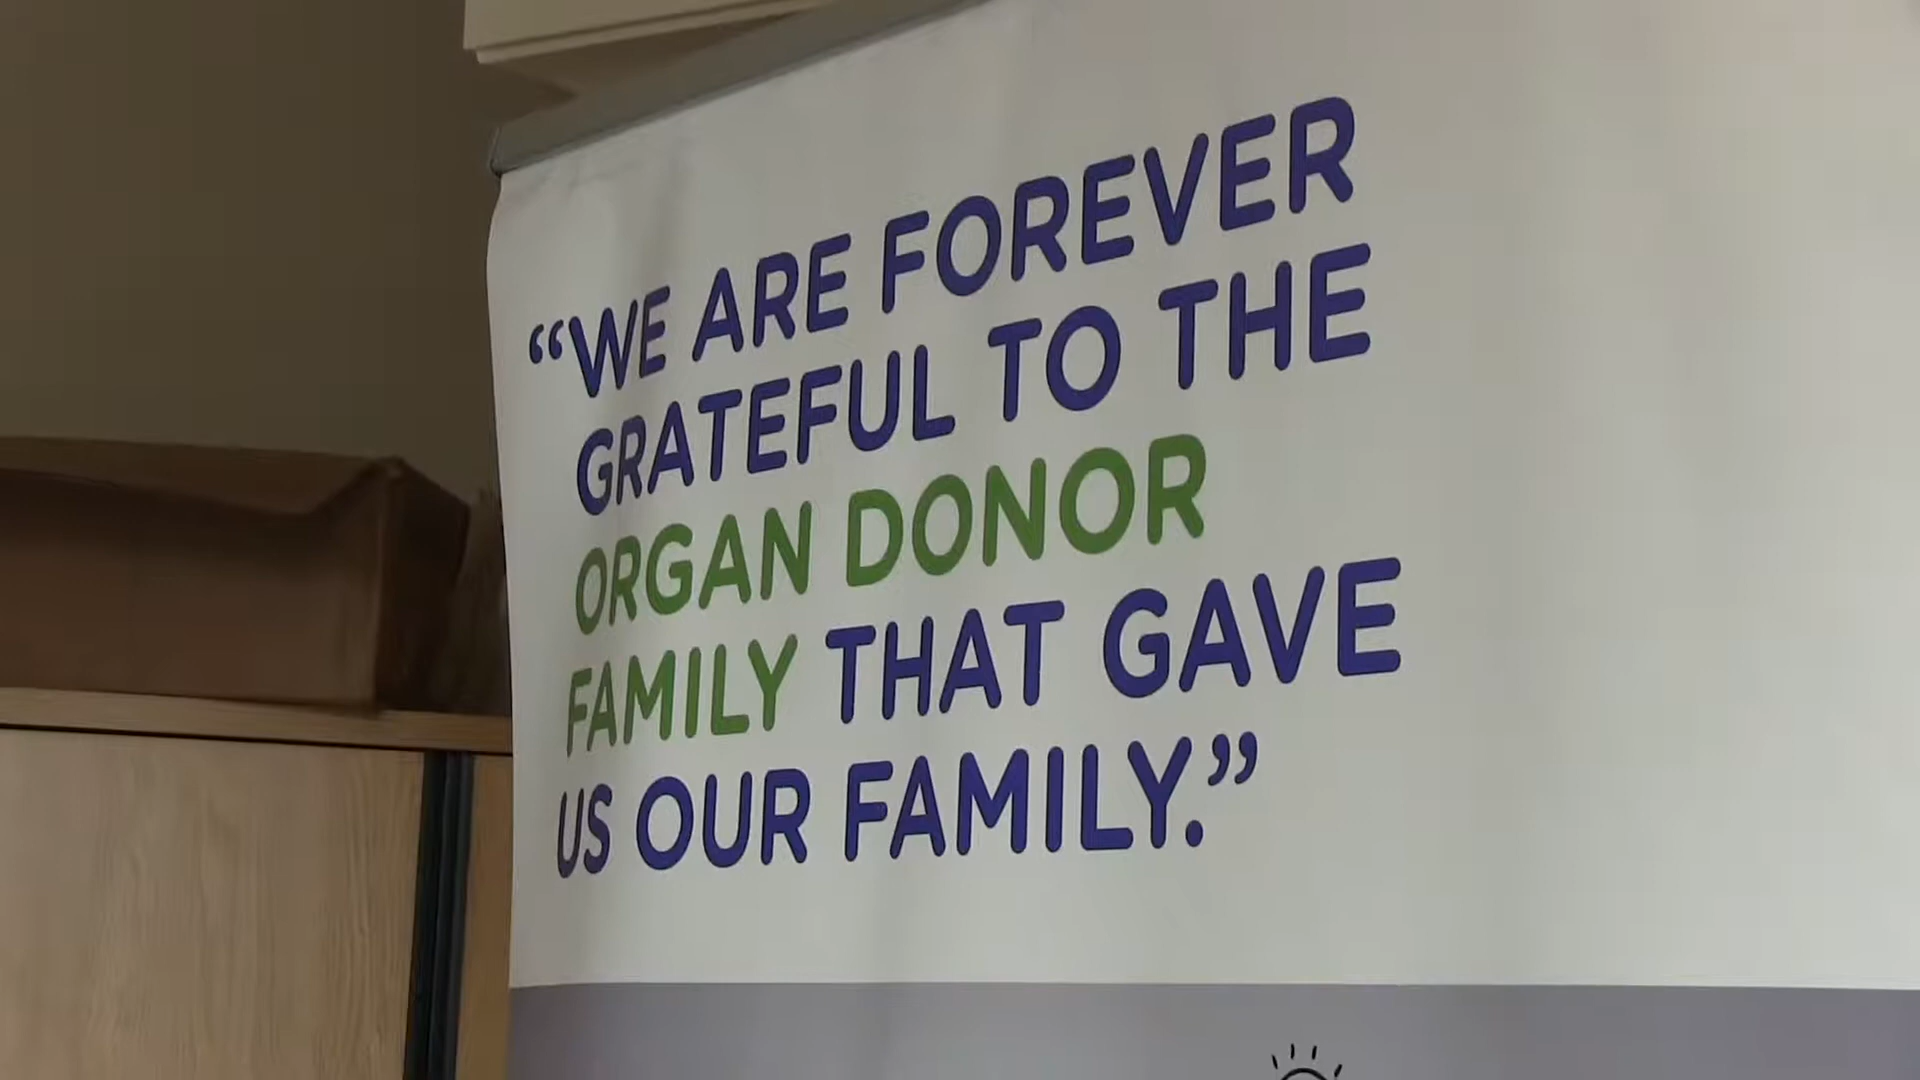 “WE ARE FOREVER
GRATEFUL TO THE
ORGAN DONOR
FAMILY THAT GAVE
US OUR FAMILY.”